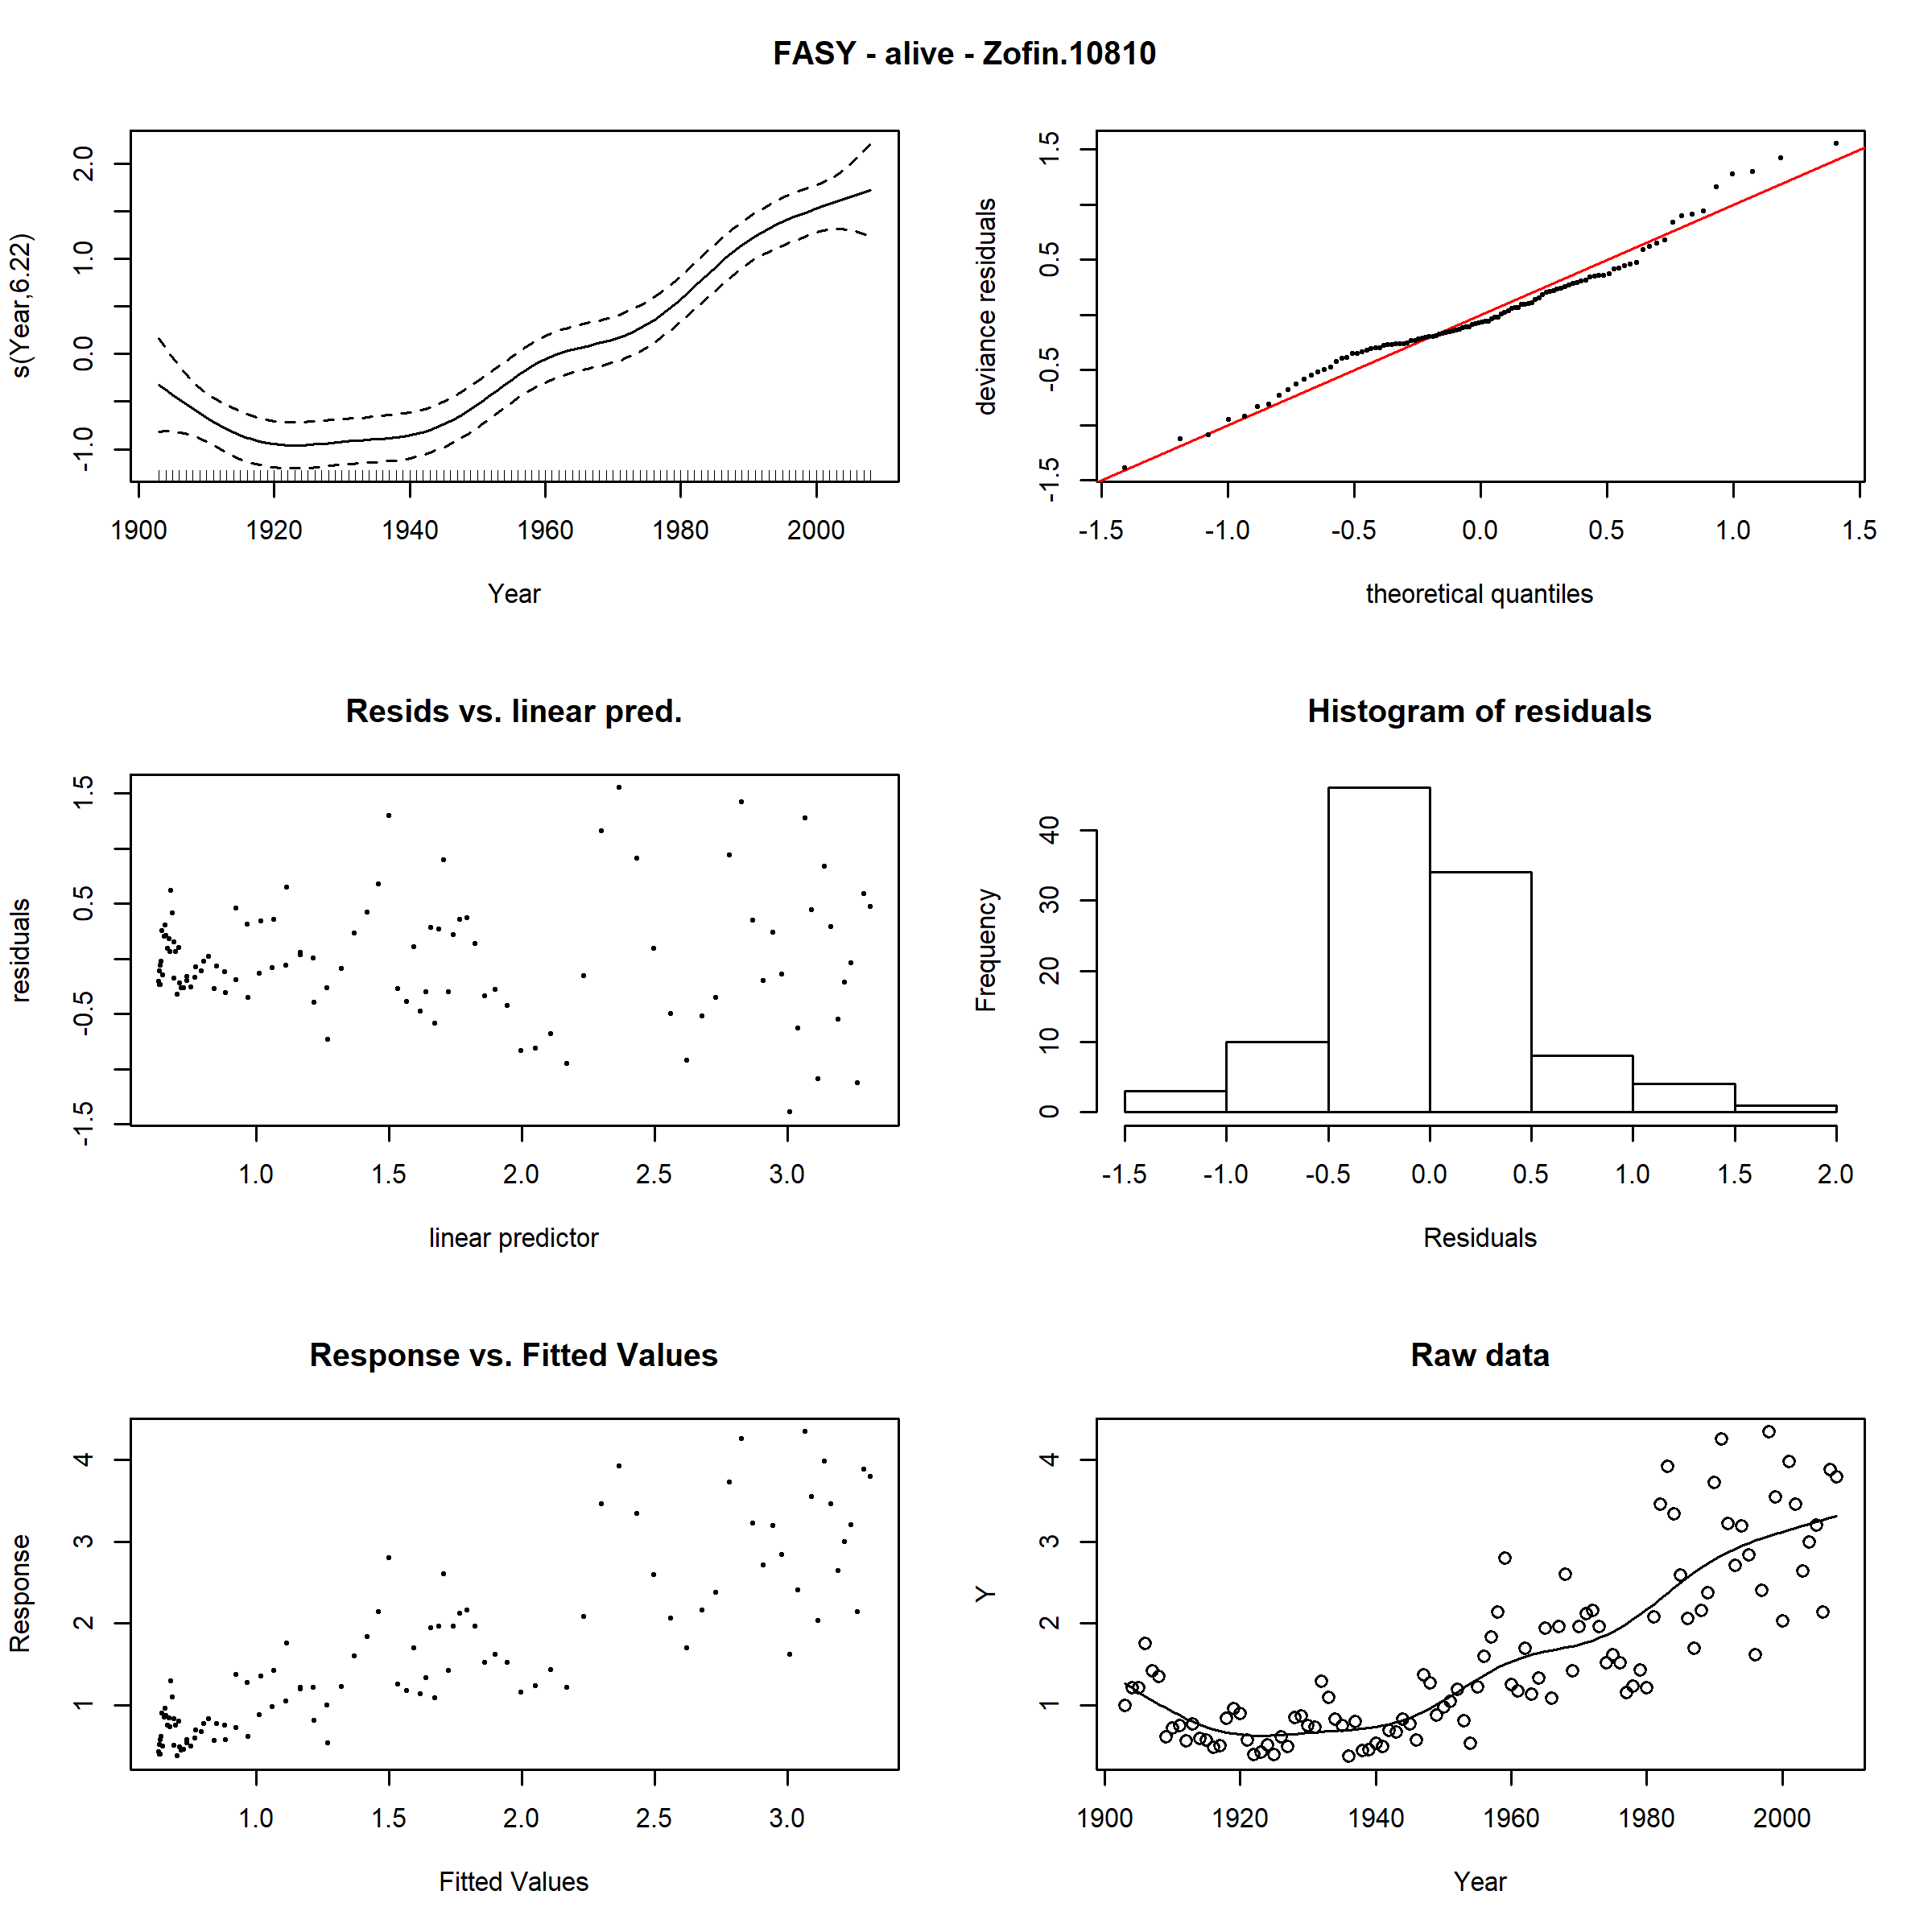 FASY - alive - Zofin.10810
s(Year,6.22)
2.0
1.0
0.0
-1.0
1900 1920 1940 1960 1980 2000
Year
deviance residuals
1.5
0.5
-0.5
-1.5
-1.5 -1.0 -0.5 0.0 0.5 1.0 1.5
theoretical quantiles
Resids vs. linear pred.
residuals
1.5
0.5
-0.5
-1.5
1.0 1.5 2.0 2.5 3.0
linear predictor
Histogram of residuals
Frequency
40
30
20
10
0
-1.5 -1.0 -0.5 0.0 0.5 1.0 1.5 2.0
Residuals
Response vs. Fitted Values
Response
4
3
2
1
1.0 1.5 2.0 2.5 3.0
Fitted Values
Raw data
Y
4
3
2
1
1900 1920 1940 1960 1980 2000
Year